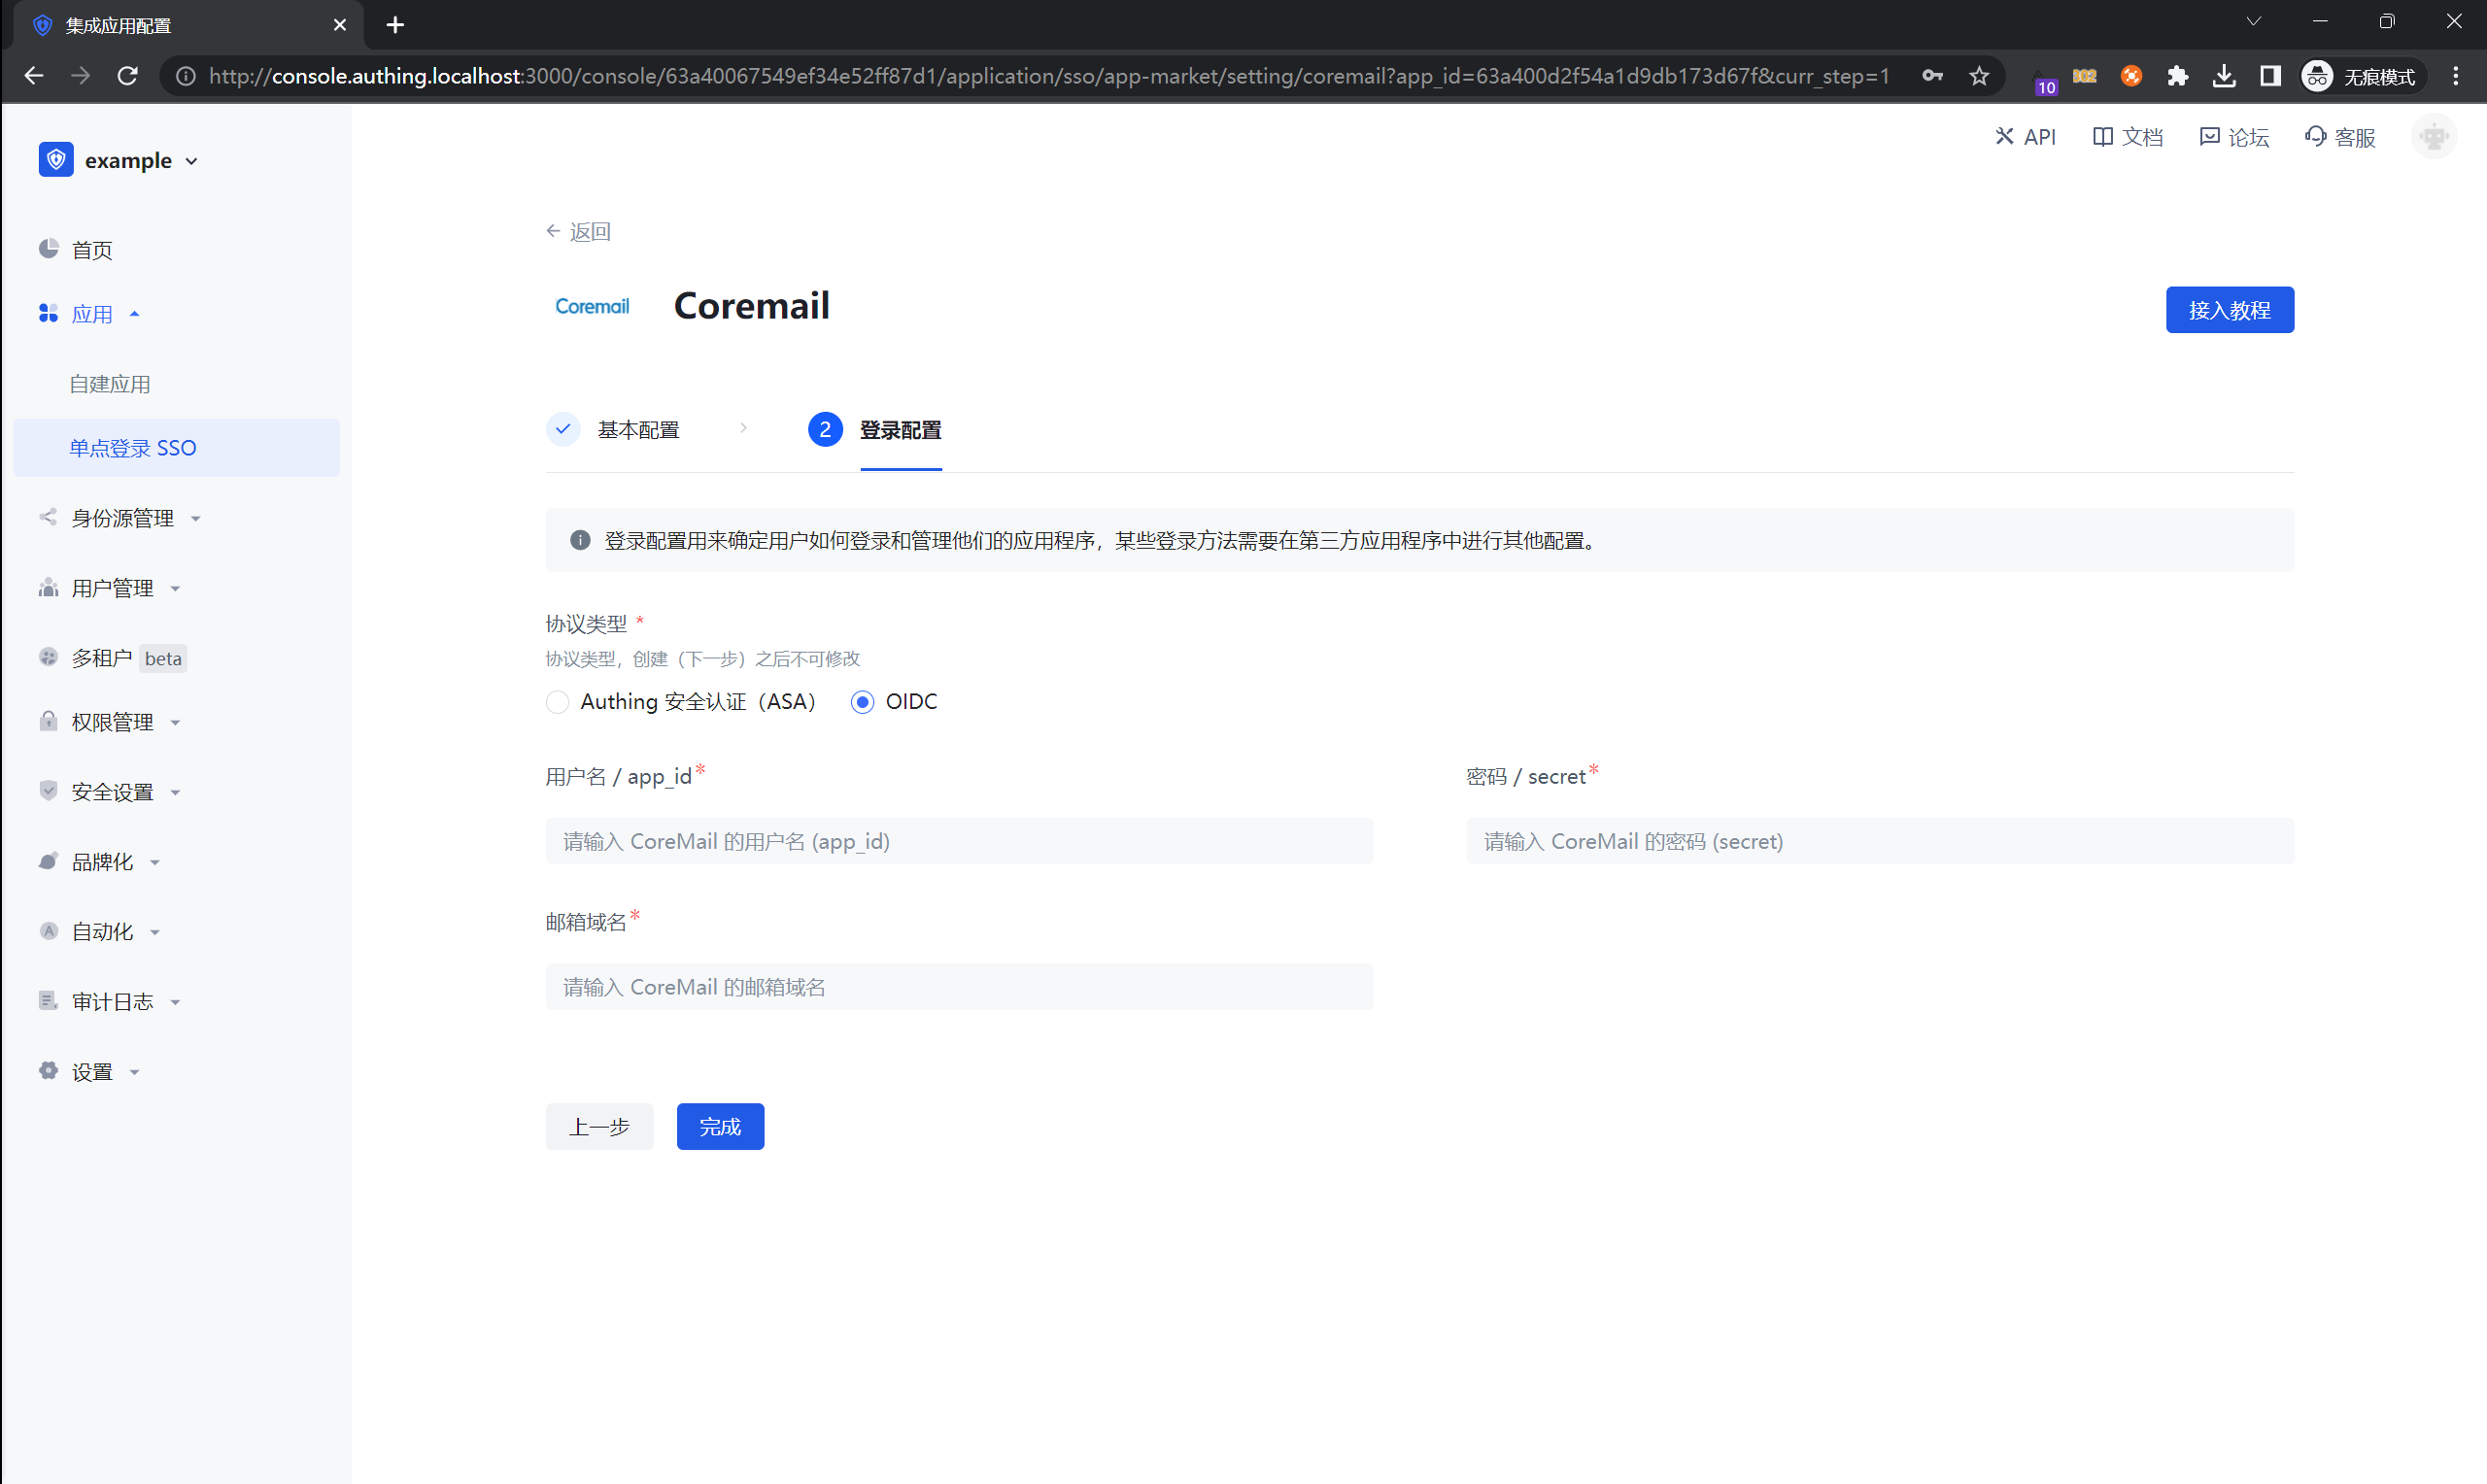 集成应用配置
http://console.authing.localhost:3000/console/63a40067549ef34e52ff87d1/application/sso/app-market/setting/coremail?app_id=63a400d2f54a1d9db173d67f&curr_step=1
10
302
无痕模式
example
API
文档
论坛
客服
首页
应用
自建应用
单点登录 SSO
身份源管理
用户管理
多租户 beta
权限管理
安全设置
品牌化
自动化
审计日志
设置
返回
Coremail
Coremail
接入教程
基本配置
2 登录配置
登录配置用来确定用户如何登录和管理他们的应用程序，某些登录方法需要在第三方应用程序中进行其他配置。
协议类型 *
协议类型，创建（下一步）之后不可修改
Authing 安全认证（ASA） OIDC
用户名 / app_id*
密码 / secret*
请输入 CoreMail 的用户名 (app_id)
请输入 CoreMail 的密码 (secret)
邮箱域名*
请输入 CoreMail 的邮箱域名
上一步
完成